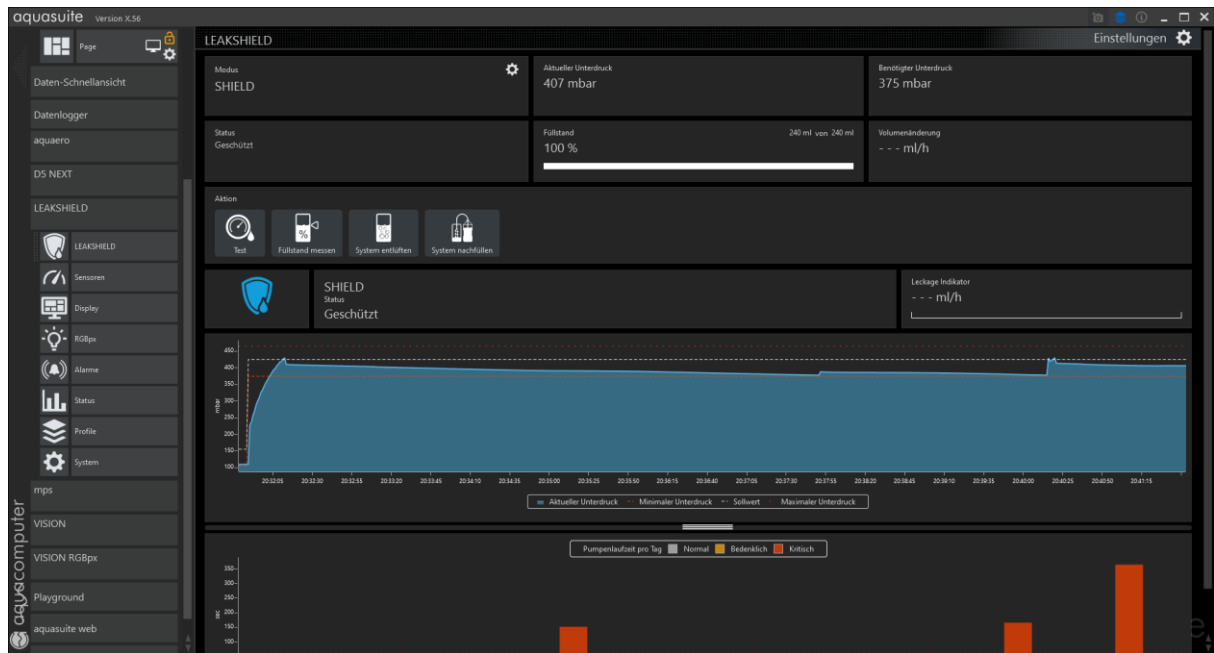 aquasuite Version X.56
Page
Daten-Schnellansicht
Datenlogger
aquaero
D5 NEXT
LEAKSHIELD
LEAKSHIELD
Sensoren
Display
RGBpx
Alarme
Status
Profile
System
mps
VISION
VISION RGBpx
Playground
aquasuite web
aquacomputer
LEAKSHIELD
Einstellungen
Modus
SHIELD
Aktueller Unterdruck
407 mbar
Benötigter Unterdruck
375 mbar
Status
Geschützt
Füllstand 240 ml von 240 ml
100 %
Volumenänderung
- - - ml/h
Aktion
Test
%
Füllstand messen
System entlüften
System nachfüllen
SHIELD
Status
Geschützt
Leckage Indikator
- - - ml/h
450
400
350
300
250
200
150
100
mbar
20:32:05 20:32:30 20:32:55 20:33:20 20:33:45 20:34:10 20:34:35 20:35:00 20:35:25 20:35:50 20:36:15 20:36:40 20:37:05 20:37:30 20:37:55 20:38:20 20:38:45 20:39:10 20:39:35 20:40:00 20:40:25 20:40:50 20:41:15
Aktueller Unterdruck Minimaler Unterdruck Sollwert Maximaler Unterdruck
Pumpenlaufzeit pro Tag Normal Bedenklich Kritisch
350
300
250
200
150
100
sec